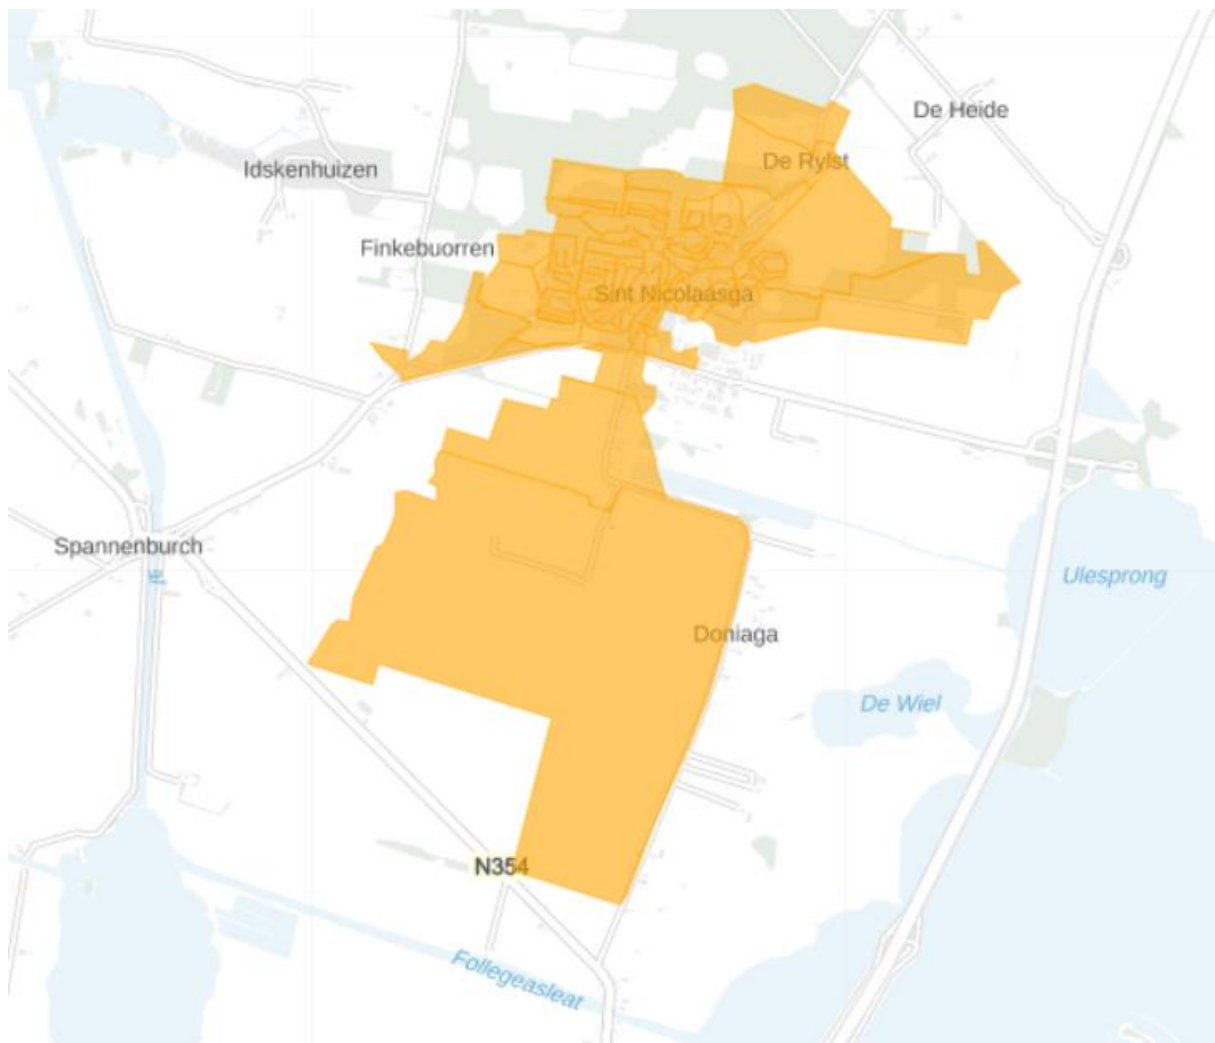 De Heide
De Rylst
Idskenhuizen
Finkebuorren
Sint Nicolaasga
Spannenburch
Ulesprong
Doniaga
De Wiel
N354
Follegeasleat